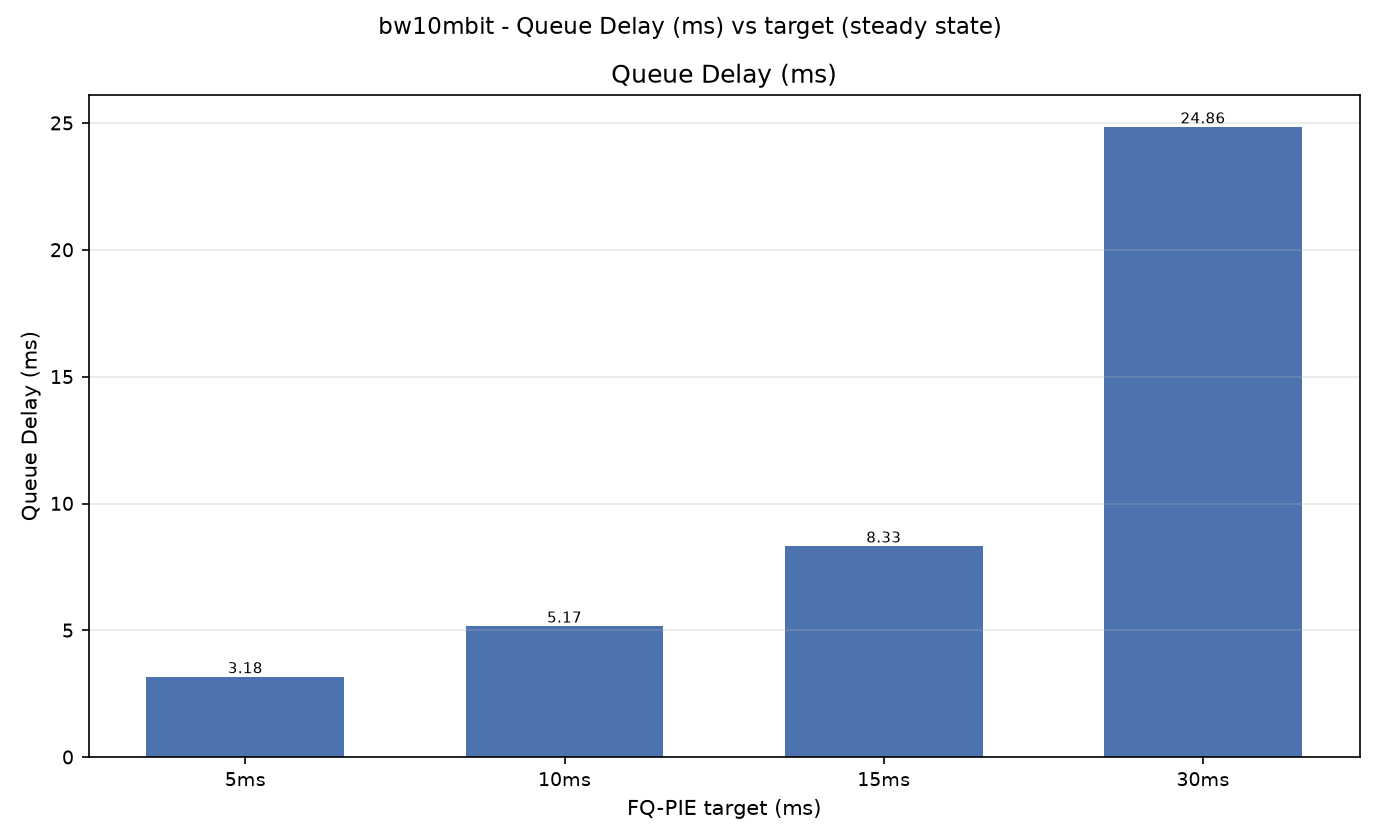 bw10mbit - Queue Delay (ms) vs target (steady state)
Queue Delay (ms)
Queue Delay (ms)
25
20
15
10
5
0
3.18
5.17
8.33
24.86
5ms
10ms
15ms
30ms
FQ-PIE target (ms)